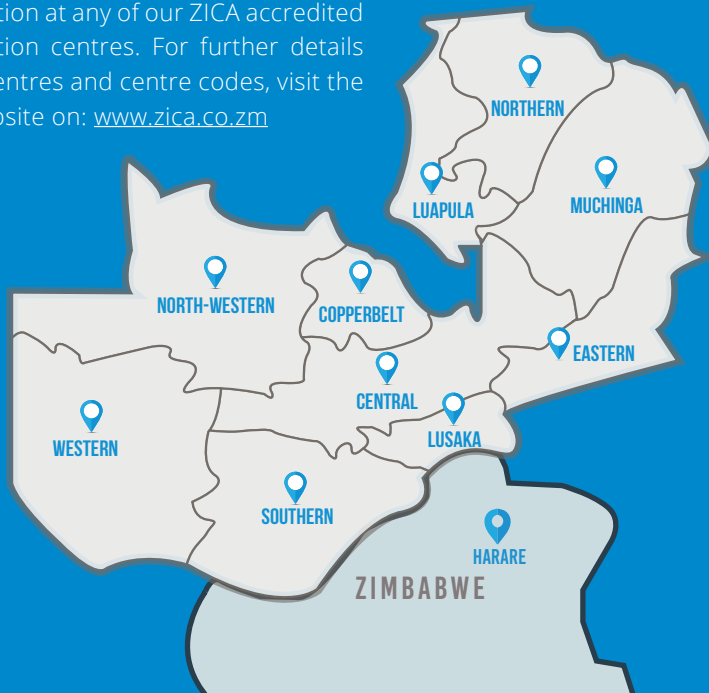 tion at any of our ZICA accredited
tion centres. For further details
entres and centre codes, visit the
osite on: www.zica.co.zm
NORTHERN
LUAPULA
MUCHINGA
NORTH-WESTERN
COPPERBELT
EASTERN
CENTRAL
WESTERN
LUSAKA
SOUTHERN
HARARE
ZIMBABWE